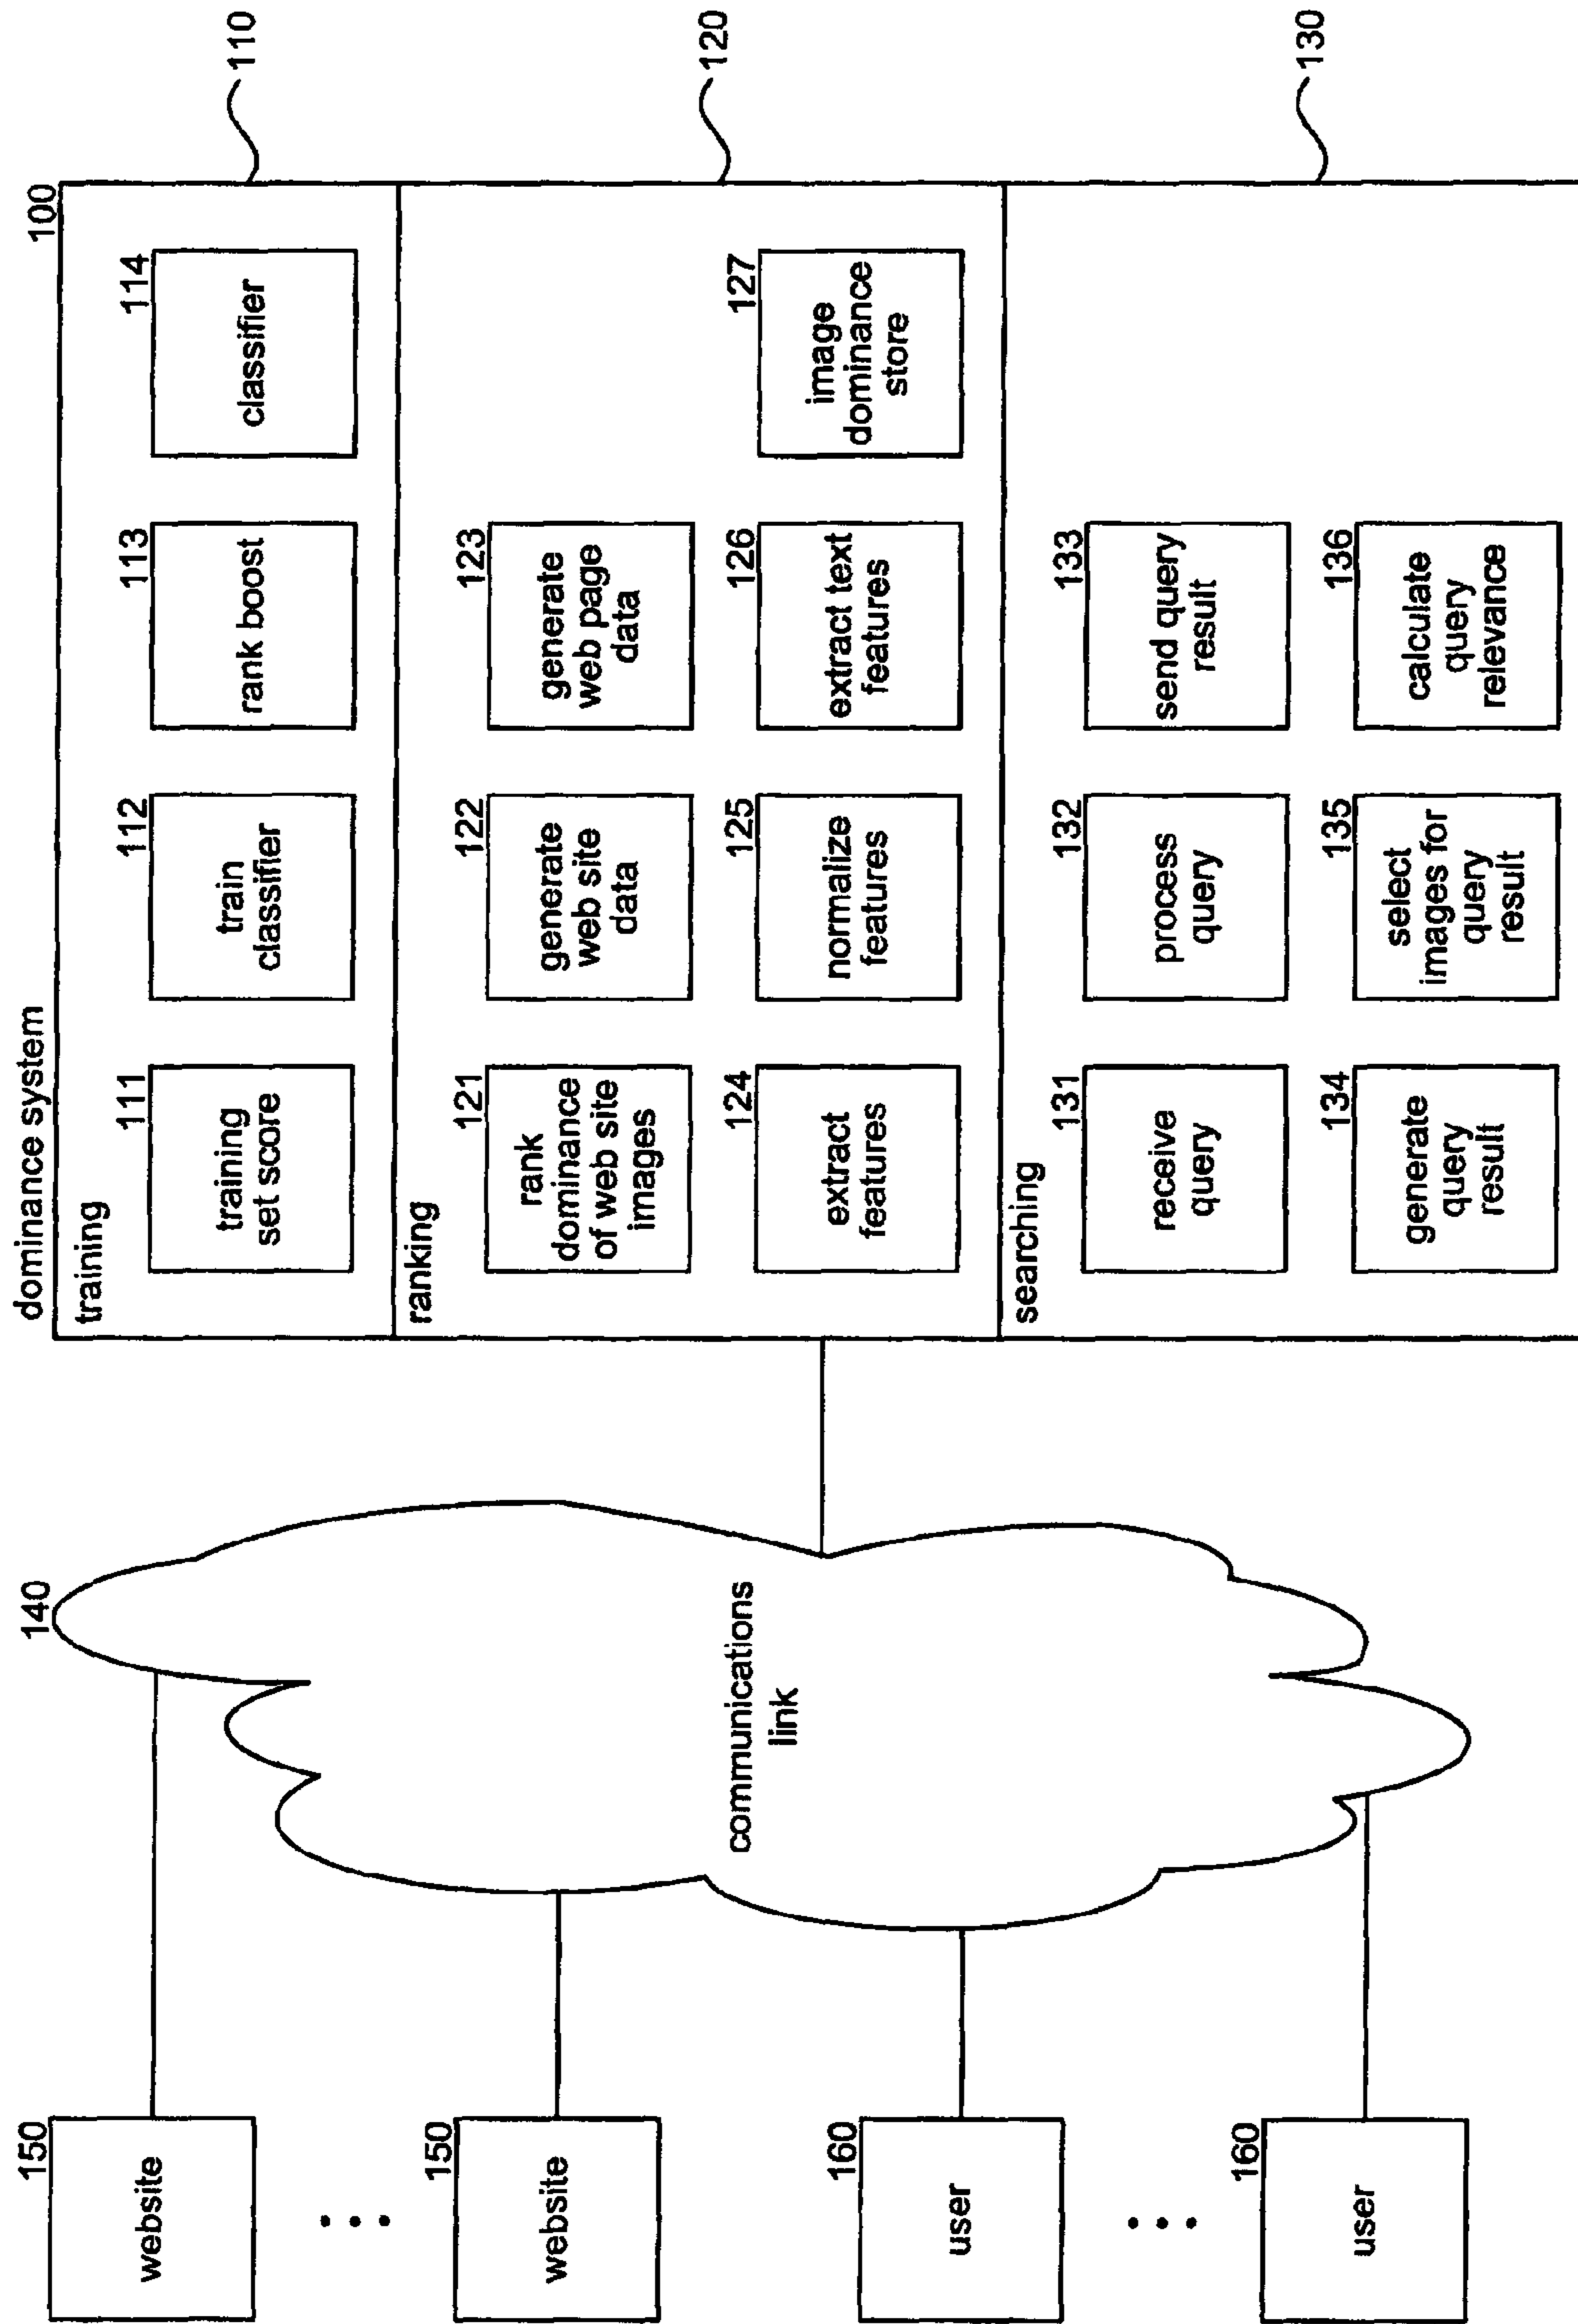 dominance system
100
training
110
111
training
set score
112
train
classifier
113
rank boost
114
classifier
ranking
120
121
rank
dominance
of web site
images
122
generate
web site
data
123
generate
web page
data
124
extract
features
125
normalize
features
126
extract text
features
127
image
dominance
store
searching
130
131
receive
query
132
process
query
133
send query
result
134
generate
query
result
135
select
images for
query
result
136
calculate
query
relevance
140
communications
link
150
website
150
website
160
user
160
user